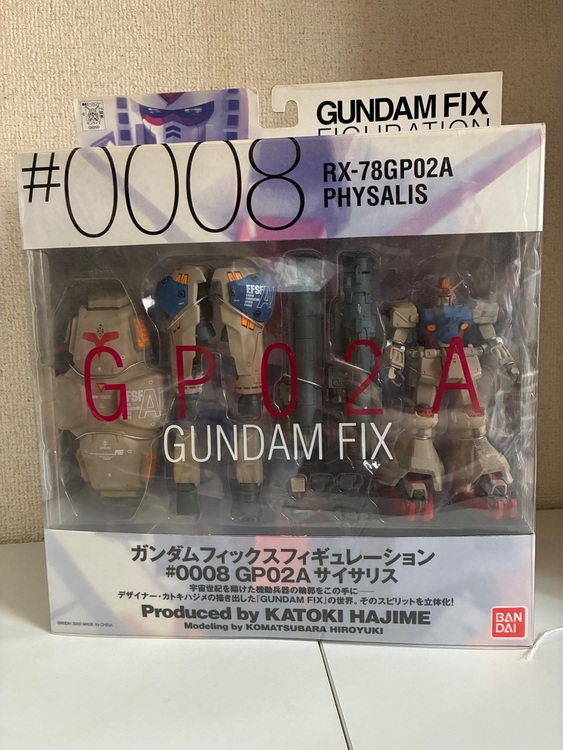 GUNDAM FIX
FIGURATION
#0008
RX-78GP02A
PHYSALIS
EFSF
GP02A
GUNDAM FIX
ガンダムフィックスフィギュレーション
#0008 GP02A サイサリス
宇宙世紀を翔けた機動兵器の輪郭をこの手に──
デザイナー・カトキハジメの描き出した「GUNDAM FIX」の世界。そのスピリットを立体化!
Produced by KATOKI HAJIME
Modeling by KOMATSUBARA HIROYUKI
BAN
DAI